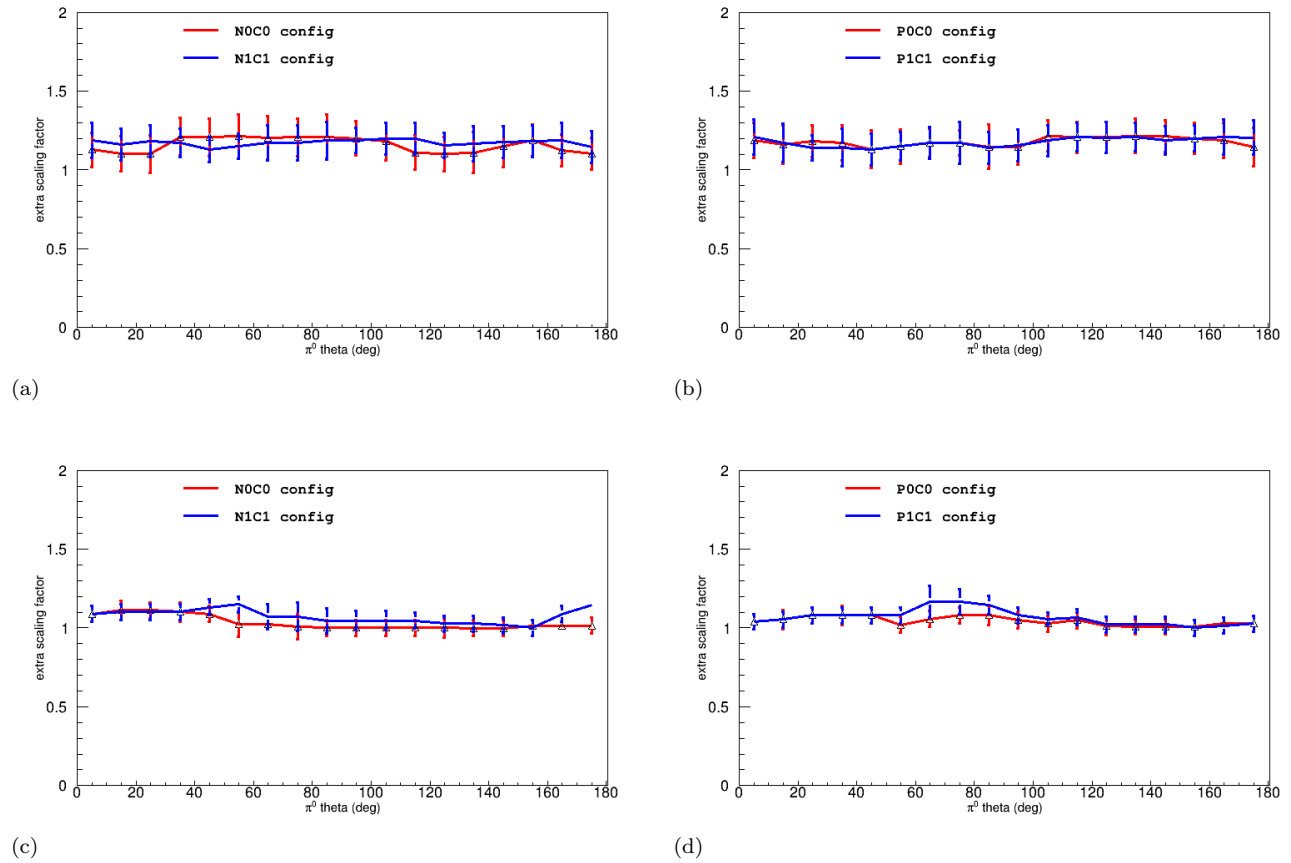 2
N0C0 config
N1C1 config
1.5
1
0.5
0
extra scaling factor
0 20 40 60 80 100 120 140 160 180
π⁰ theta (deg)
(a)
2
P0C0 config
P1C1 config
1.5
1
0.5
0
extra scaling factor
0 20 40 60 80 100 120 140 160 180
π⁰ theta (deg)
(b)
2
N0C0 config
N1C1 config
1.5
1
0.5
0
extra scaling factor
0 20 40 60 80 100 120 140 160 180
π⁰ theta (deg)
(c)
2
P0C0 config
P1C1 config
1.5
1
0.5
0
extra scaling factor
0 20 40 60 80 100 120 140 160 180
π⁰ theta (deg)
(d)